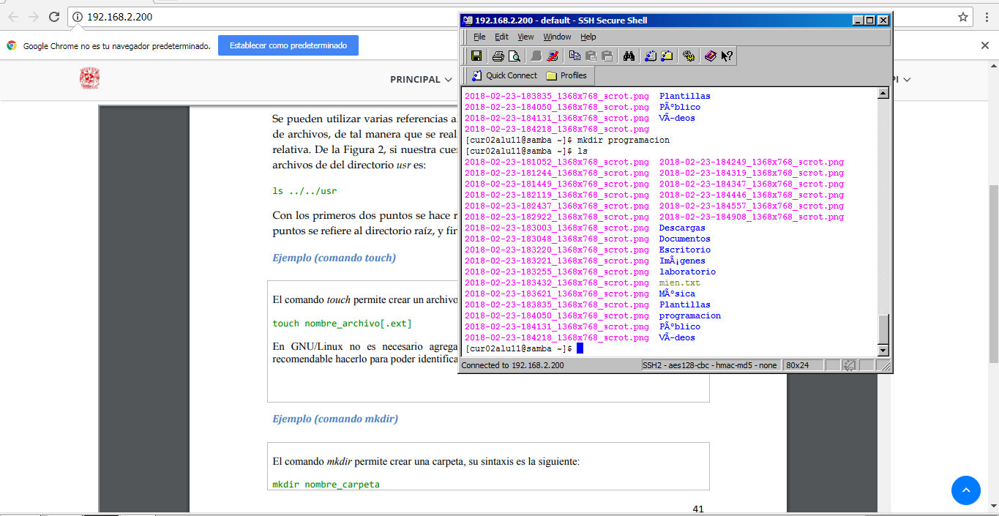 192.168.2.200
Google Chrome no es tu navegador predeterminado.
Establecer como predeterminado
PRINCIPAL
Se pueden utilizar varias referencias
de archivos, de tal manera que se
relativa. De la Figura 2, si nuestra
archivos de del directorio usr es:
ls ../../usr
Con los primeros dos puntos se hace
puntos se refiere al directorio raíz, y
Ejemplo (comando touch)
El comando touch permite crear un archivo
touch nombre_archivo[.ext]
En GNU/Linux no es necesario
recomendable hacerlo para poder
Ejemplo (comando mkdir)
El comando mkdir permite crear una carpeta, su sintaxis es la siguiente:
mkdir nombre_carpeta
41
192.168.2.200 - default - SSH Secure Shell
File Edit View Window Help
Quick Connect Profiles
2018-02-23-183835_1368x768_scrot.png Plantillas
2018-02-23-184050_1368x768_scrot.png PÃºblico
2018-02-23-184131_1368x768_scrot.png VÃ-deos
2018-02-23-184218_1368x768_scrot.png
[cur02alu11@samba ~]$ mkdir programacion
[cur02alu11@samba ~]$ ls
2018-02-23-181052_1368x768_scrot.png 2018-02-23-184249_1368x768_scrot.png
2018-02-23-181244_1368x768_scrot.png 2018-02-23-184319_1368x768_scrot.png
2018-02-23-181449_1368x768_scrot.png 2018-02-23-184347_1368x768_scrot.png
2018-02-23-182119_1368x768_scrot.png 2018-02-23-184446_1368x768_scrot.png
2018-02-23-182437_1368x768_scrot.png 2018-02-23-184557_1368x768_scrot.png
2018-02-23-182922_1368x768_scrot.png 2018-02-23-184908_1368x768_scrot.png
2018-02-23-183003_1368x768_scrot.png Descargas
2018-02-23-183048_1368x768_scrot.png Documentos
2018-02-23-183220_1368x768_scrot.png Escritorio
2018-02-23-183221_1368x768_scrot.png ImÃ¡genes
2018-02-23-183255_1368x768_scrot.png laboratorio
2018-02-23-183432_1368x768_scrot.png mien.txt
2018-02-23-183621_1368x768_scrot.png MÃºsica
2018-02-23-183835_1368x768_scrot.png Plantillas
2018-02-23-184050_1368x768_scrot.png programacion
2018-02-23-184131_1368x768_scrot.png PÃºblico
2018-02-23-184218_1368x768_scrot.png VÃ-deos
[cur02alu11@samba ~]$
Connected to 192.168.2.200 SSH2 - aes128-cbc - hmac-md5 - none 80x24